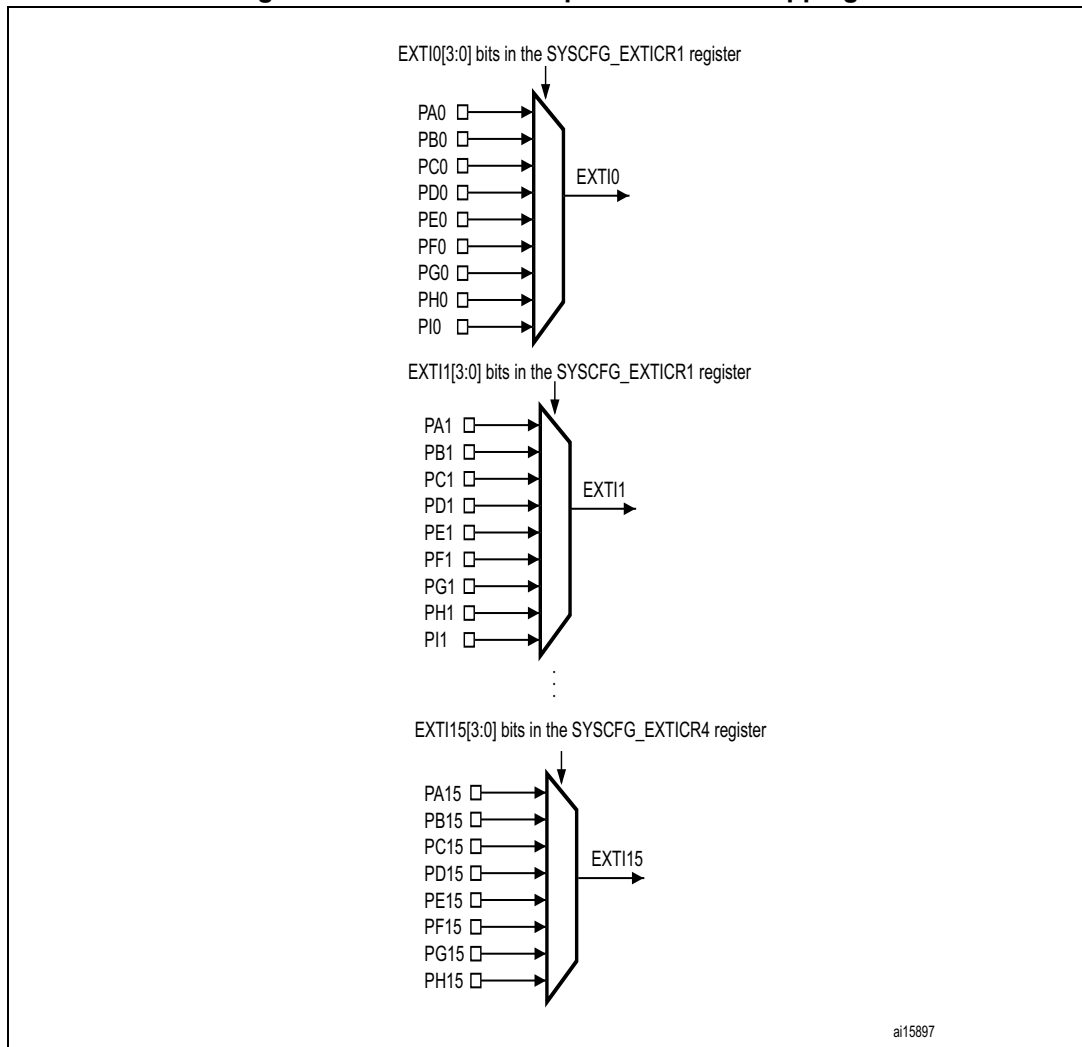 EXTI0[3:0] bits in the SYSCFG_EXTICR1 register
PA0
PB0
PC0
PD0
EXTI0
PE0
PF0
PG0
PH0
PI0
EXTI1[3:0] bits in the SYSCFG_EXTICR1 register
PA1
PB1
PC1
PD1
EXTI1
PE1
PF1
PG1
PH1
PI1
EXTI15[3:0] bits in the SYSCFG_EXTICR4 register
PA15
PB15
PC15
PD15
EXTI15
PE15
PF15
PG15
PH15
ai15897